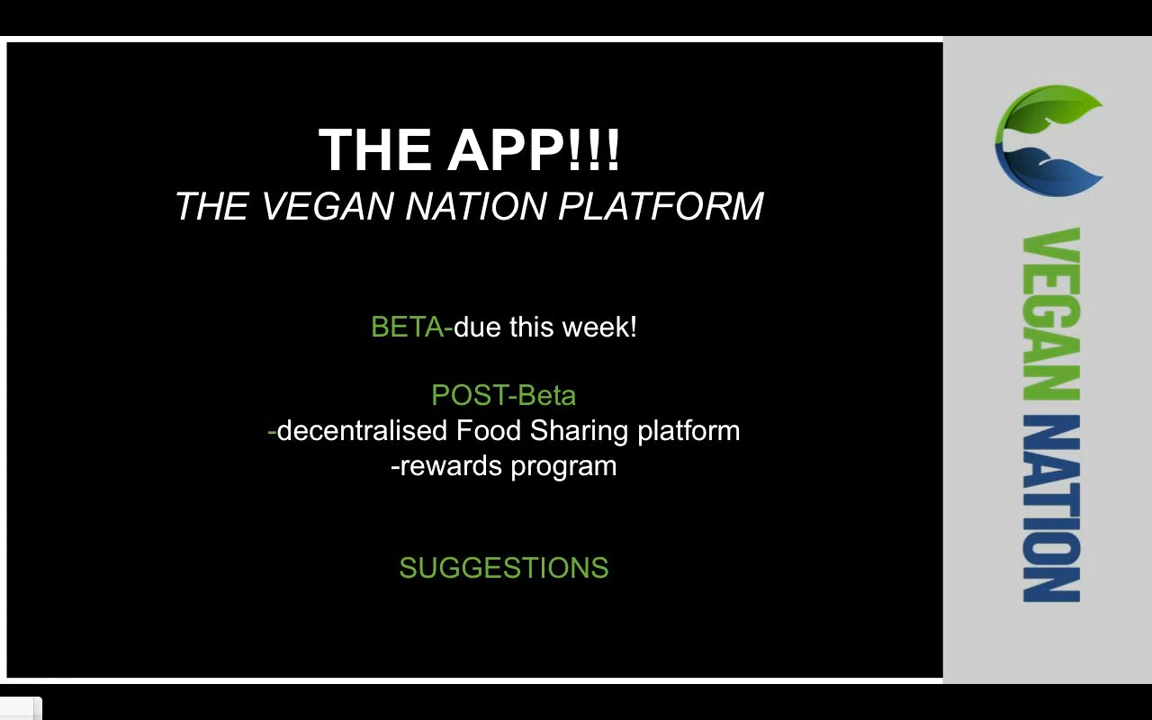 THE APP!!!
THE VEGAN NATION PLATFORM
BETA-due this week!
POST-Beta
-decentralised Food Sharing platform
-rewards program
SUGGESTIONS
VEGAN NATION